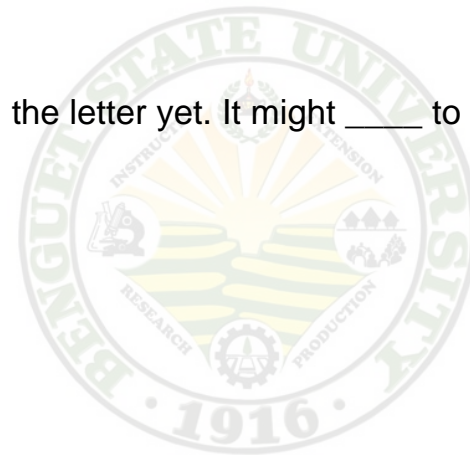 STATE UNIVERSITY
the letter yet. It might ____ to
INSTRUCTION
EXTENSION
BENGUET
RESEARCH
PRODUCTION
1916